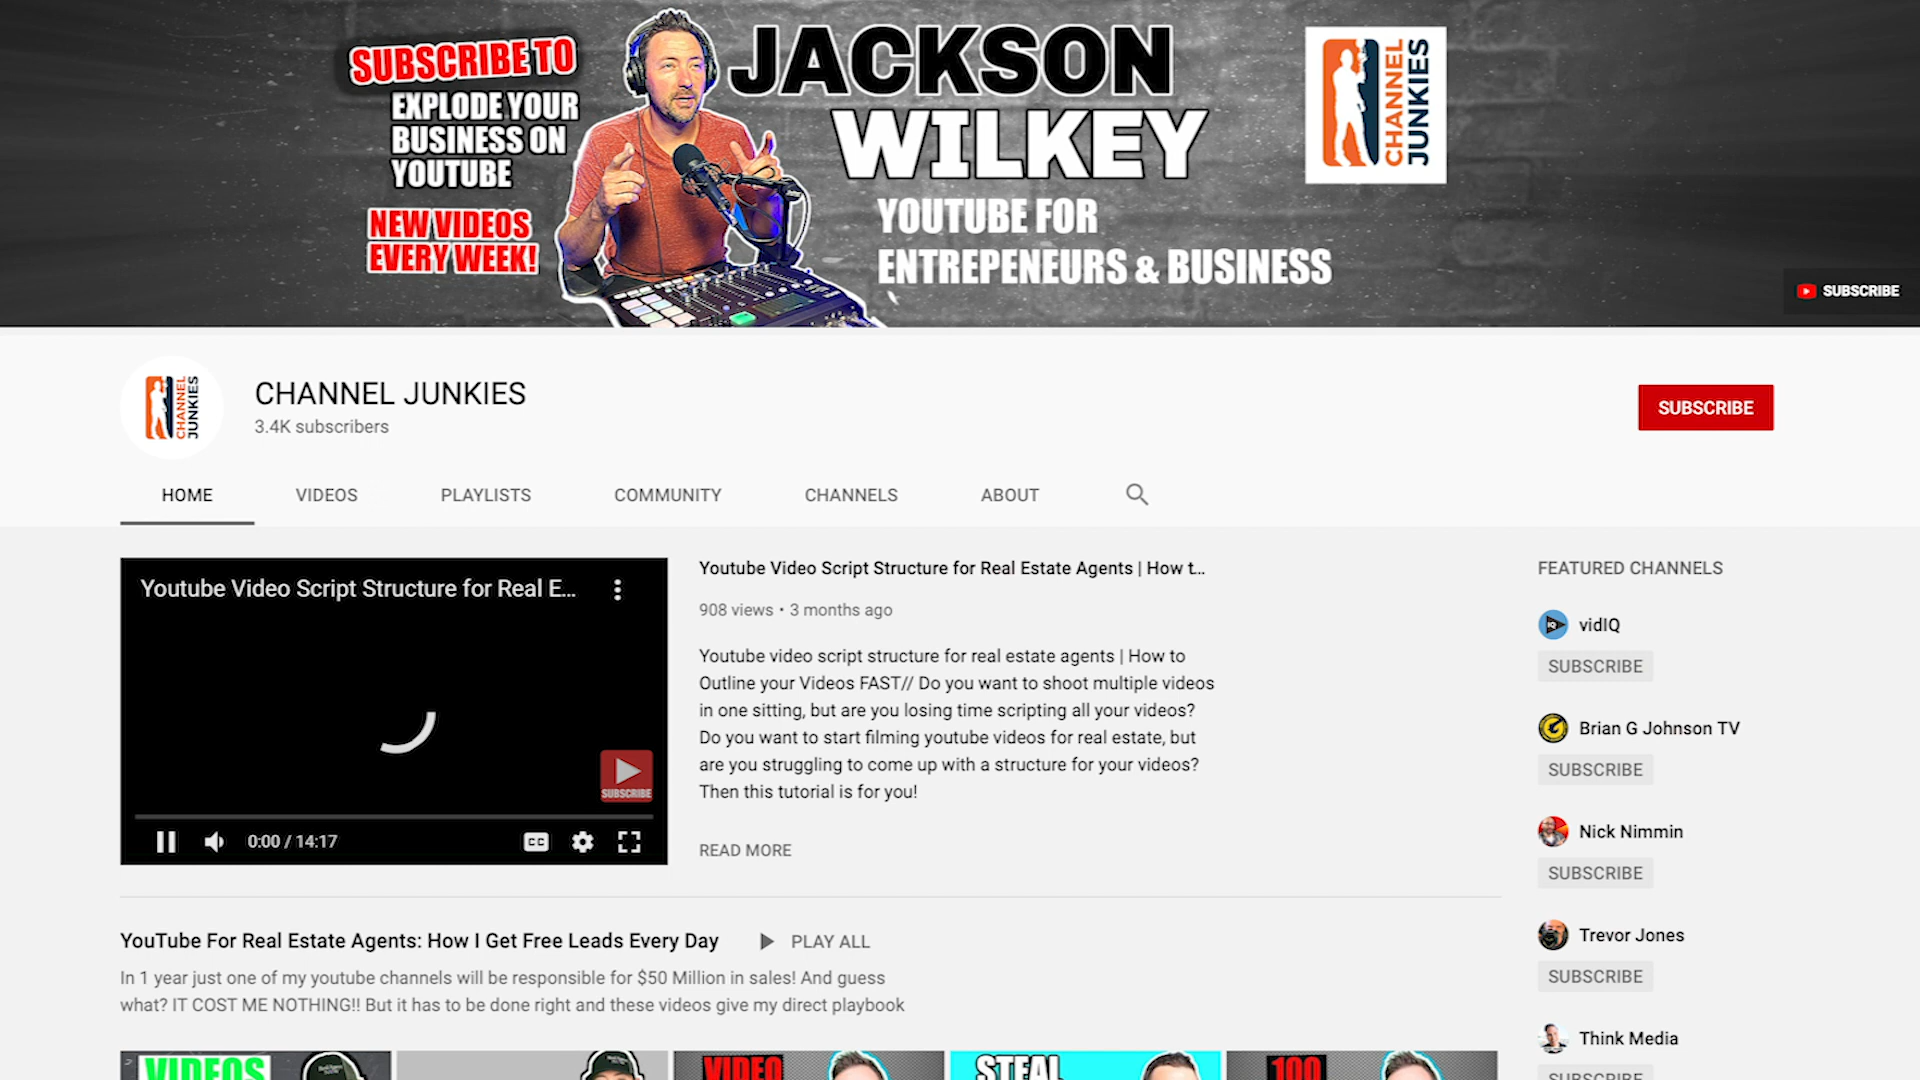 SUBSCRIBE TO
EXPLODE YOUR
BUSINESS ON
YOUTUBE
NEW VIDEOS
EVERY WEEK!
JACKSON
WILKEY
YOUTUBE FOR
ENTREPENEURS & BUSINESS
CHANNEL
JUNKIES
SUBSCRIBE
CHANNEL
JUNKIES
CHANNEL JUNKIES
3.4K subscribers
SUBSCRIBE
HOME VIDEOS PLAYLISTS COMMUNITY CHANNELS ABOUT
Youtube Video Script Structure for Real E...
SUBSCRIBE
0:00 / 14:17
CC
Youtube Video Script Structure for Real Estate Agents | How t...
908 views • 3 months ago
Youtube video script structure for real estate agents | How to
Outline your Videos FAST// Do you want to shoot multiple videos
in one sitting, but are you losing time scripting all your videos?
Do you want to start filming youtube videos for real estate, but
are you struggling to come up with a structure for your videos?
Then this tutorial is for you!
READ MORE
FEATURED CHANNELS
vidIQ
SUBSCRIBE
Brian G Johnson TV
SUBSCRIBE
Nick Nimmin
SUBSCRIBE
Trevor Jones
SUBSCRIBE
Think Media
SUBSCRIBE
YouTube For Real Estate Agents: How I Get Free Leads Every Day
PLAY ALL
In 1 year just one of my youtube channels will be responsible for $50 Million in sales! And guess
what? IT COST ME NOTHING!! But it has to be done right and these videos give my direct playbook
VIDEOS
VIDEO
STEAL
100